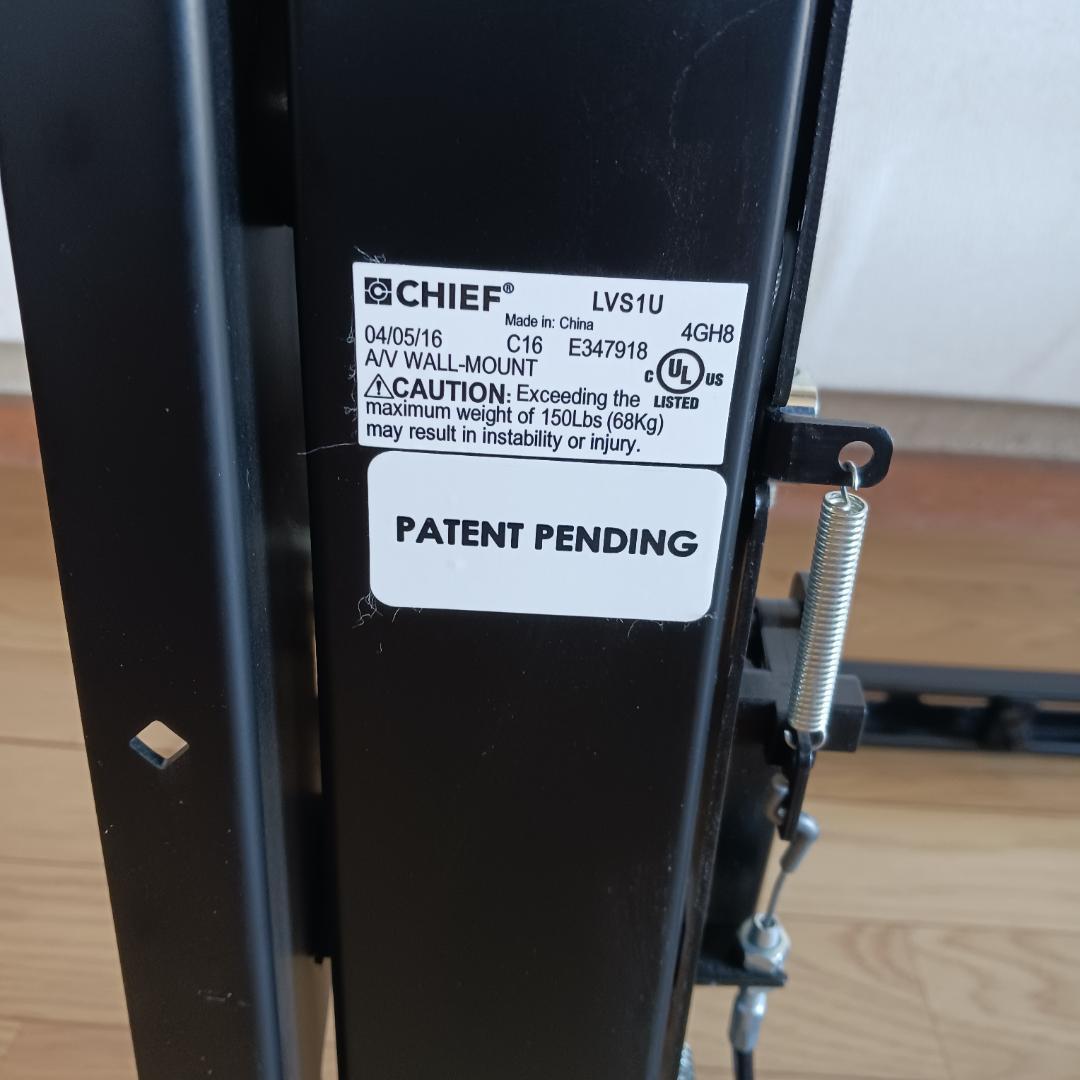 CHIEF® LVS1U
Made in: China
04/05/16 C16 E347918 4GH8
A/V WALL-MOUNT
C UL US
LISTED
CAUTION: Exceeding the
maximum weight of 150Lbs (68Kg)
may result in instability or injury.
PATENT PENDING